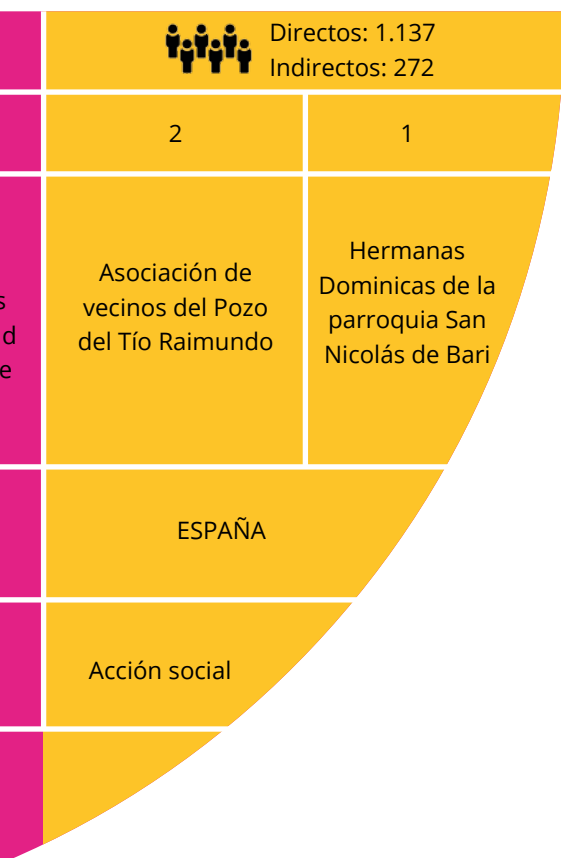 Directos: 1.137
Indirectos: 272
2
1
Asociación de
vecinos del Pozo
del Tío Raimundo
Hermanas
Dominicas de la
parroquia San
Nicolás de Bari
ESPAÑA
Acción social